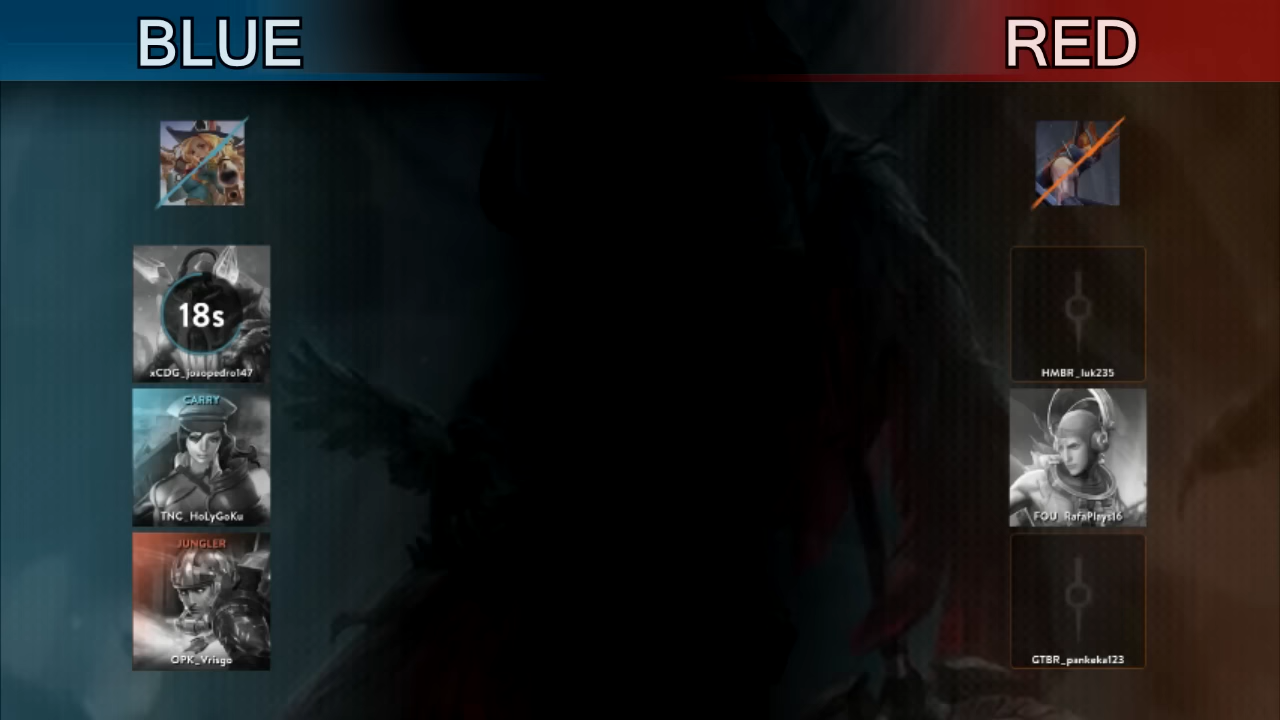 BLUE
RED
18s
xCDG_joaopedro147
HMBR_luk235
CARRY
TNC_HoLyGoKu
FOU_RafaPlays16
JUNGLER
OPK_Vrisgo
GTBR_pankeka123